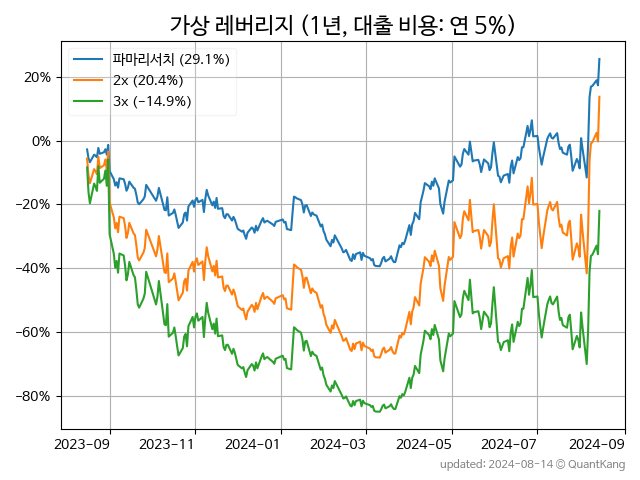 가상 레버리지 (1년, 대출 비용: 연 5%)
파마리서치 (29.1%)
2x (20.4%)
3x (−14.9%)
20%
0%
−20%
−40%
−60%
−80%
2023−09 2023−11 2024−01 2024−03 2024−05 2024−07 2024−09
updated: 2024-08-14 © QuantKang